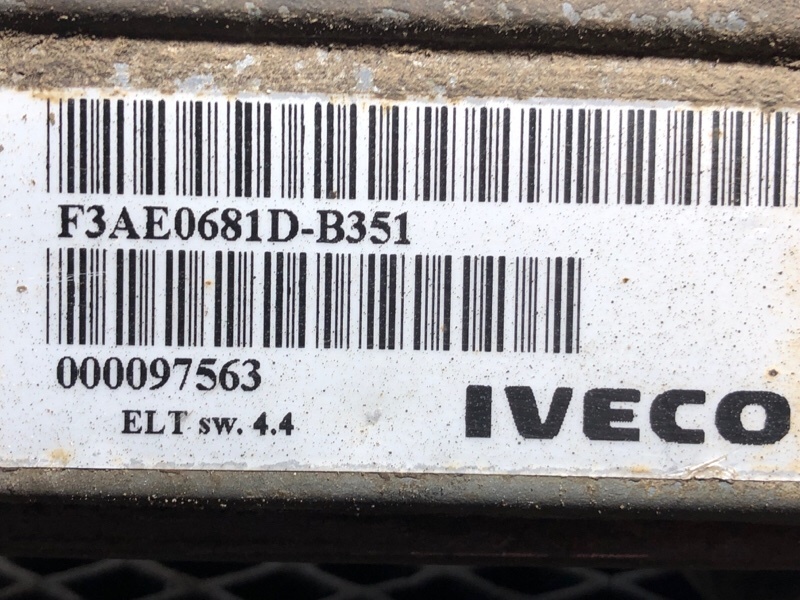 F3AE0681D-B351
000097563
ELT sw. 4.4
IVECO